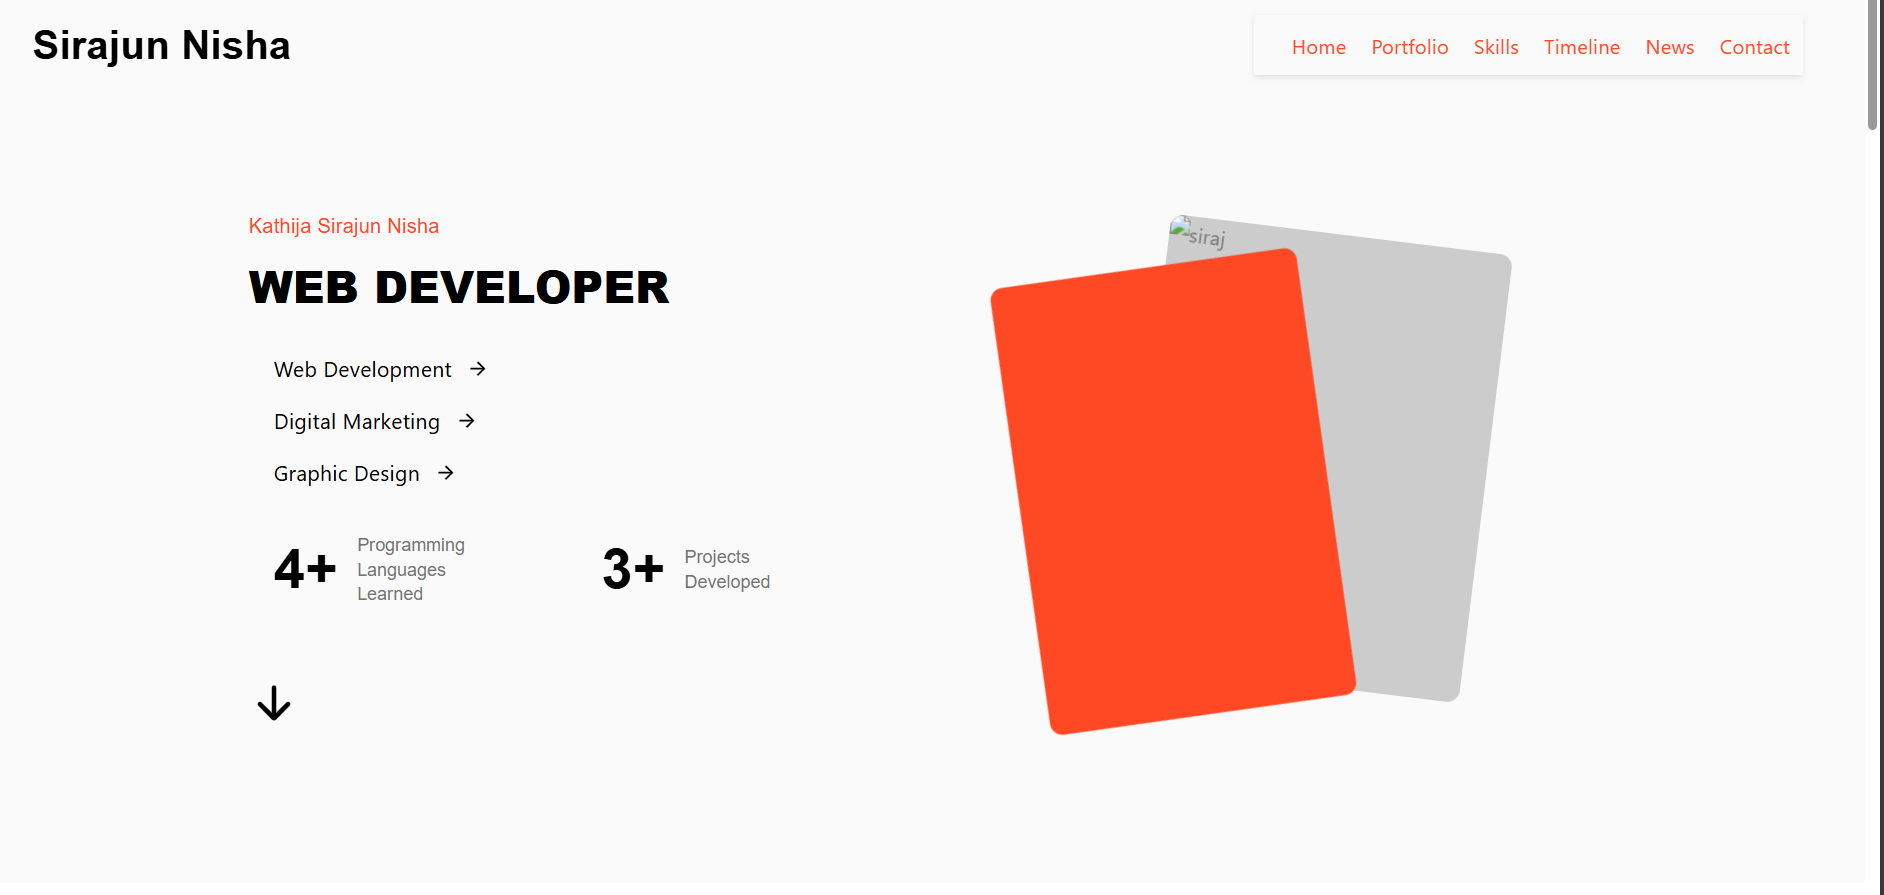 Sirajun Nisha
Home Portfolio Skills Timeline News Contact
Kathija Sirajun Nisha
WEB DEVELOPER
Web Development
Digital Marketing
Graphic Design
4+
Programming
Languages
Learned
3+
Projects
Developed
siraj